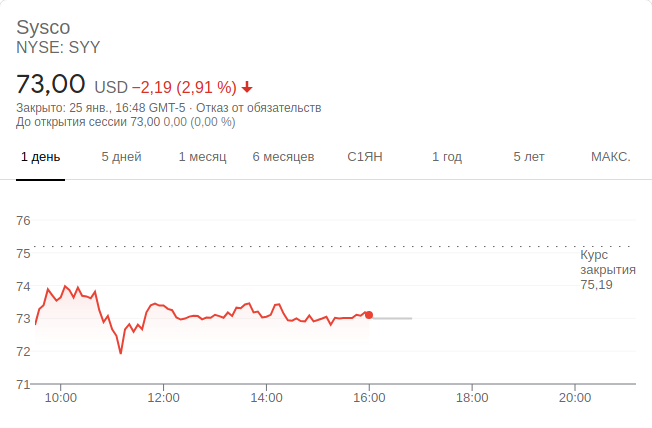 Sysco
NYSE: SYY
73,00 USD −2,19 (2,91 %)
Закрыто: 25 янв., 16:48 GMT-5 · Отказ от обязательств
До открытия сессии 73,00 0,00 (0,00 %)
1 день 5 дней 1 месяц 6 месяцев С1ЯН 1 год 5 лет МАКС.
76
75
74
73
72
71
Курс
закрытия
75,19
10:00 12:00 14:00 16:00 18:00 20:00